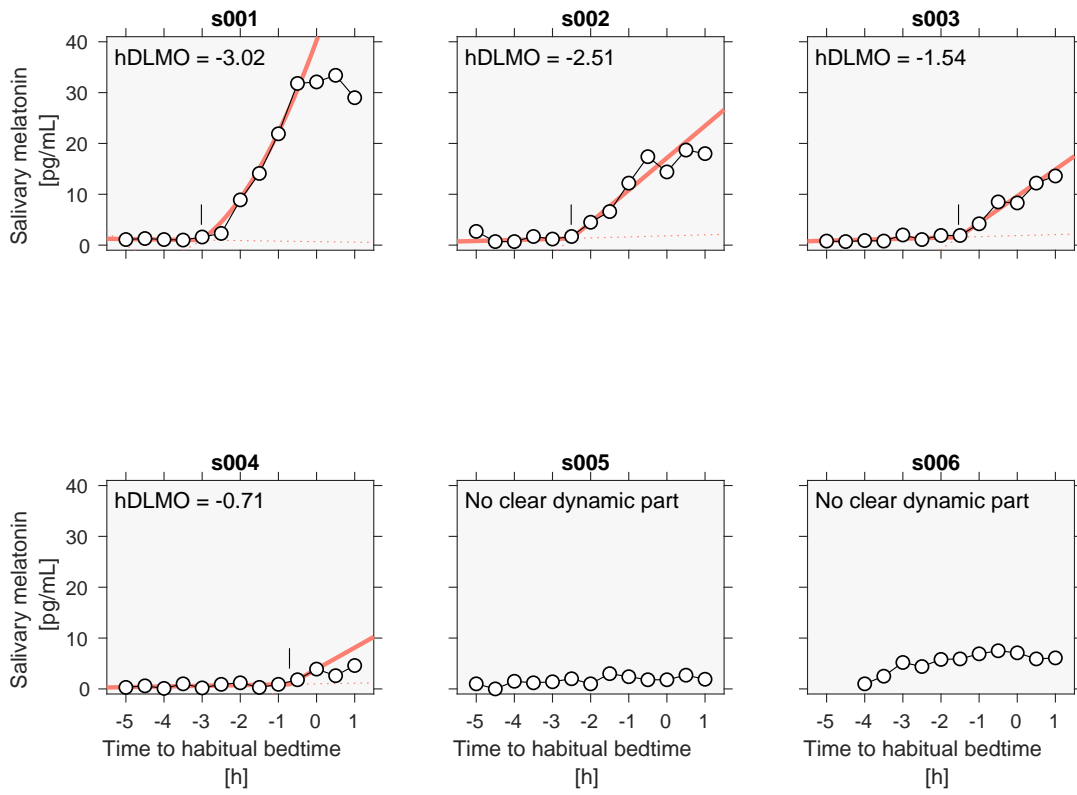 s001
s002
s003
40
30
20
10
0
hDLMO = -3.02
hDLMO = -2.51
hDLMO = -1.54
Salivary melatonin
[pg/mL]
s004
s005
s006
40
30
20
10
0
hDLMO = -0.71
No clear dynamic part
No clear dynamic part
Salivary melatonin
[pg/mL]
-5 -4 -3 -2 -1 0 1
-5 -4 -3 -2 -1 0 1
-5 -4 -3 -2 -1 0 1
Time to habitual bedtime
[h]
Time to habitual bedtime
[h]
Time to habitual bedtime
[h]